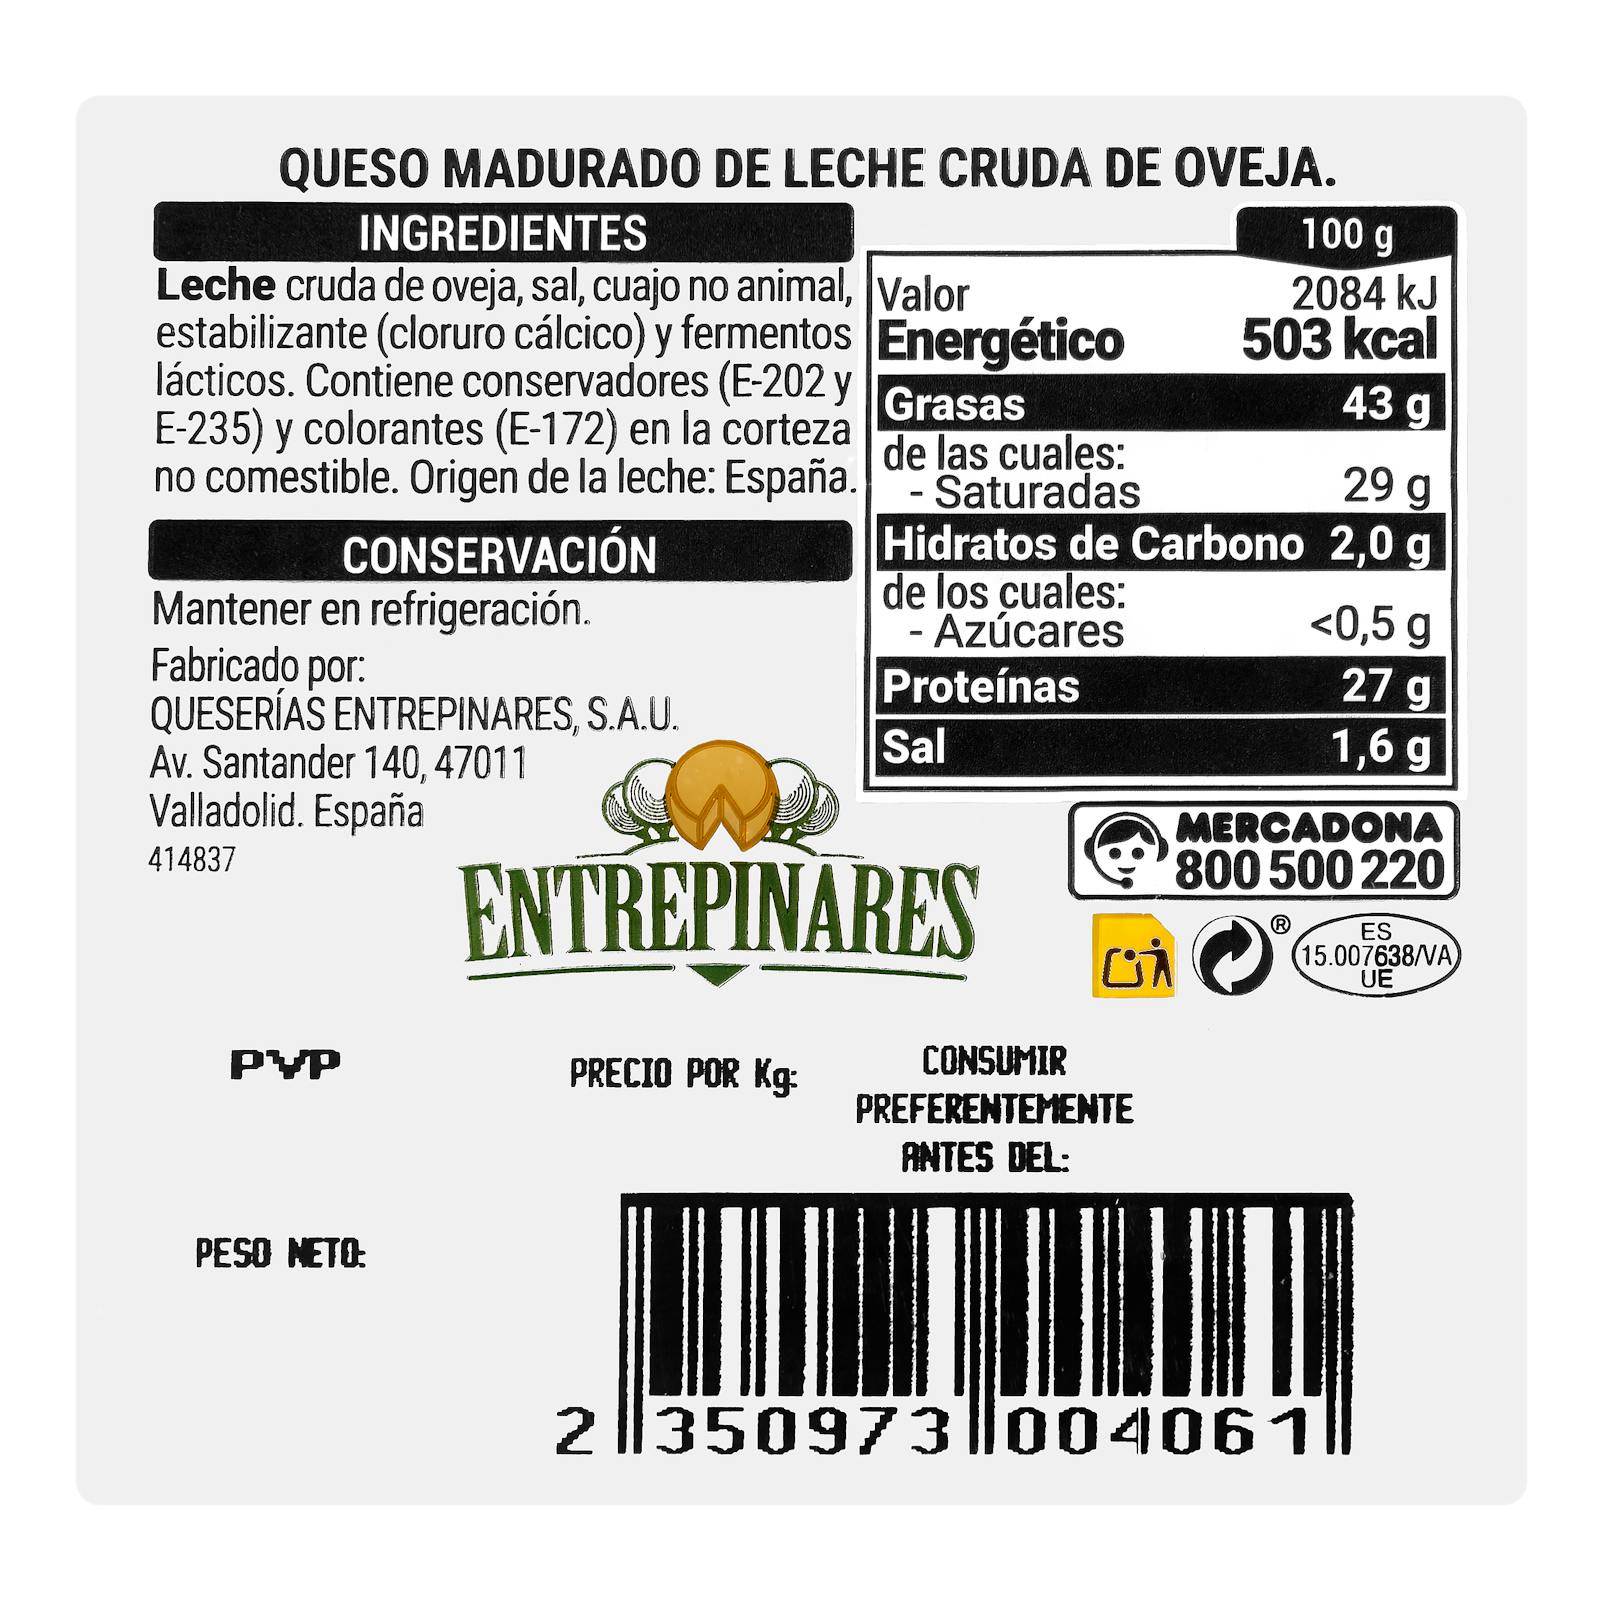 QUESO MADURADO DE LECHE CRUDA DE OVEJA.
INGREDIENTES
Leche cruda de oveja, sal, cuajo no animal,
estabilizante (cloruro cálcico) y fermentos
lácticos. Contiene conservadores (E-202 y
E-235) y colorantes (E-172) en la corteza
no comestible. Origen de la leche: España.
CONSERVACIÓN
Mantener en refrigeración.
Fabricado por:
QUESERÍAS ENTREPINARES, S.A.U.
Av. Santander 140, 47011
Valladolid. España
414837
ENTREPINARES
100 g
Valor 2084 kJ
Energético 503 kcal
Grasas 43 g
de las cuales:
- Saturadas 29 g
Hidratos de Carbono 2,0 g
de los cuales:
- Azúcares <0,5 g
Proteínas 27 g
Sal 1,6 g
MERCADONA
800 500 220
®
ES
15.007638/VA
UE
PVP
PRECIO POR Kg:
CONSUMIR
PREFERENTEMENTE
ANTES DEL:
PESO NETO:
2 350973 004061